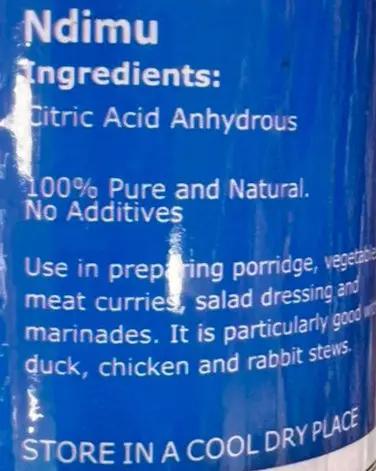 Ndimu
Ingredients:
Citric Acid Anhydrous
100% Pure and Natural.
No Additives
Use in preparing porridge, vegetable
meat curries, salad dressing and
marinades. It is particularly good
duck, chicken and rabbit stews.
STORE IN A COOL DRY PLACE